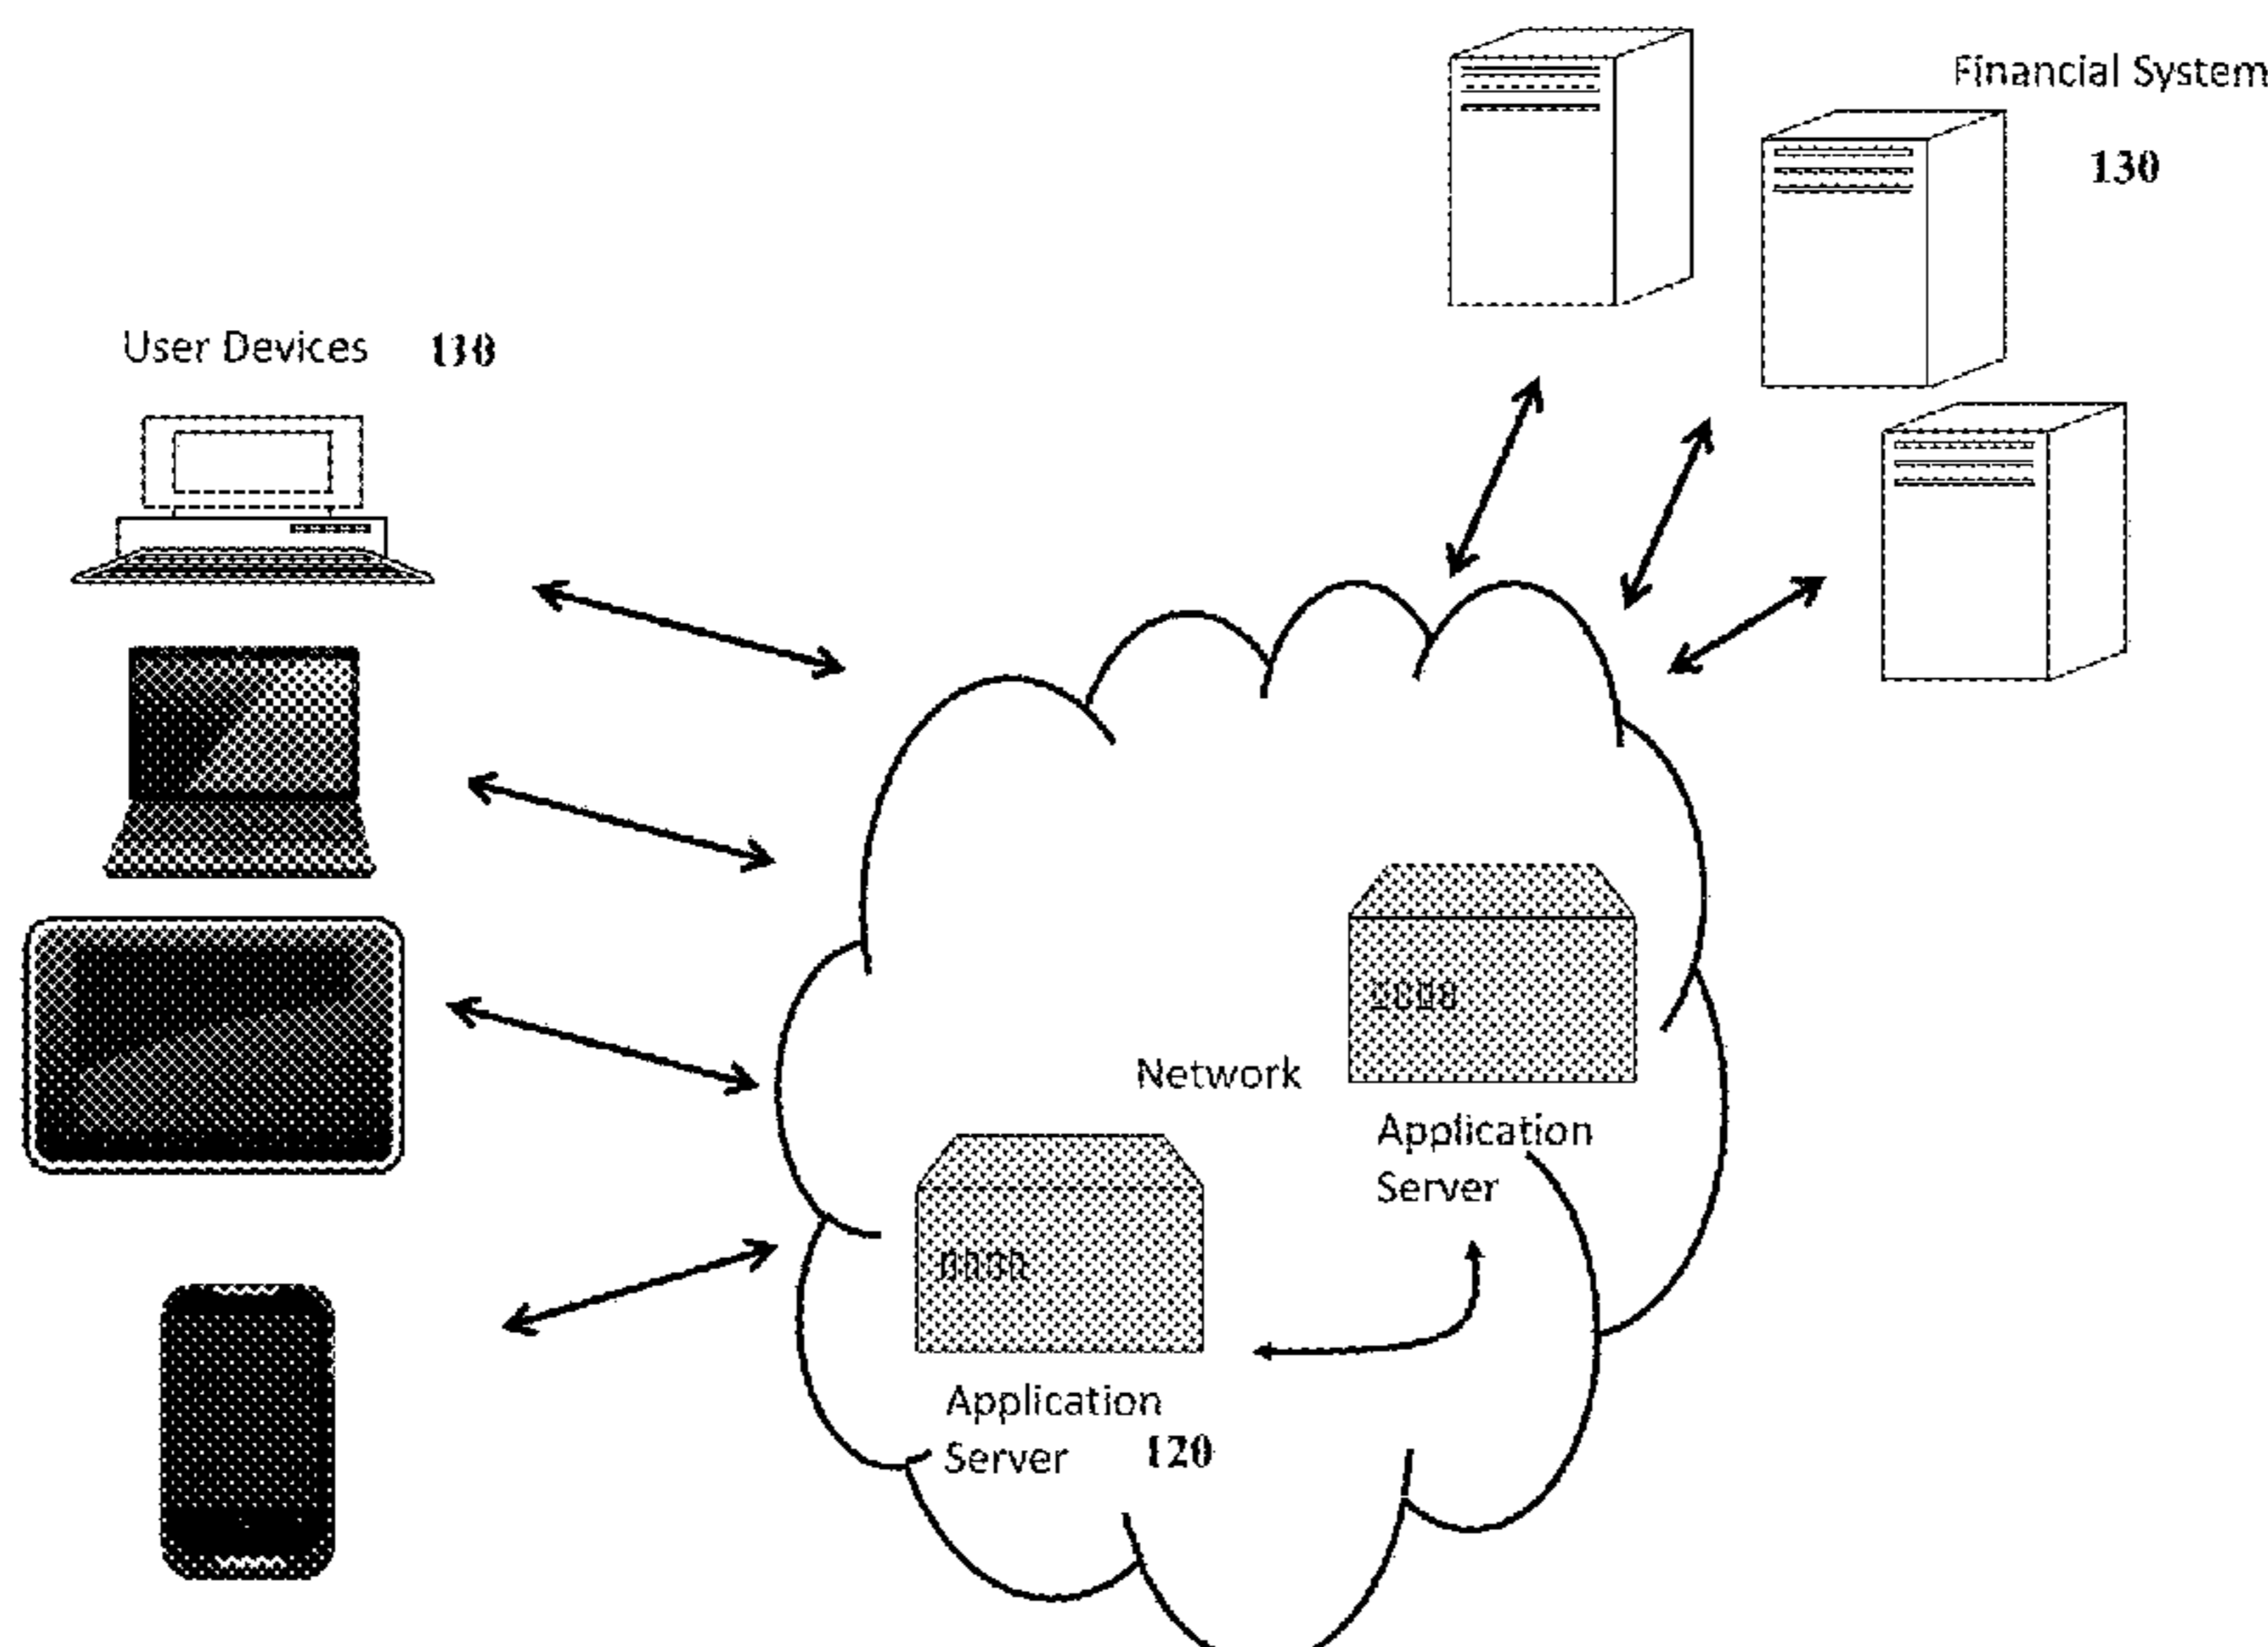 Financial System
130
User Devices 110
Network
Application
Server
Application
Server 120